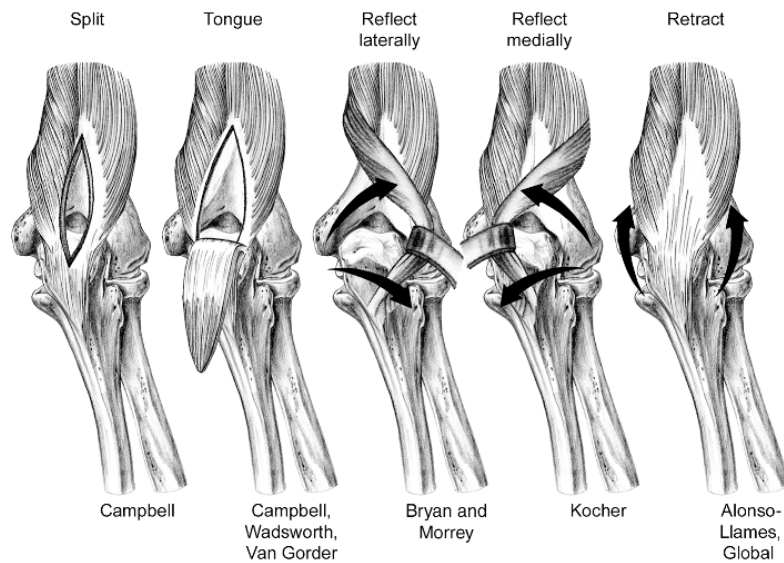 Split
Tongue
Reflect
laterally
Reflect
medially
Retract
Campbell
Campbell,
Wadsworth,
Van Gorder
Bryan and
Morrey
Kocher
Alonso-
Llames,
Global